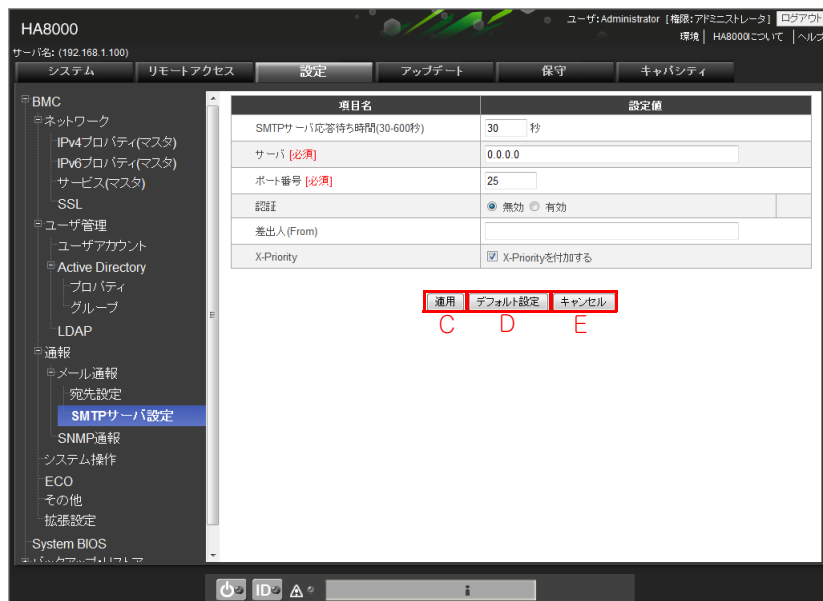 HA8000
ユーザ:Administrator [権限:アドミニストレータ] ログアウト
環境 | HA8000について | ヘルプ
サーバ名: (192.168.1.100)
システム リモートアクセス 設定 アップデート 保守 キャパシティ
BMC
ネットワーク
IPv4プロパティ(マスタ)
IPv6プロパティ(マスタ)
サービス(マスタ)
SSL
ユーザ管理
ユーザアカウント
Active Directory
プロパティ
グループ
LDAP
通報
メール通報
宛先設定
SMTPサーバ設定
SNMP通報
システム操作
ECO
その他
拡張設定
System BIOS
バックアップ・リストア
項目名 設定値
SMTPサーバ応答待ち時間(30-600秒) 30 秒
サーバ [必須] 0.0.0.0
ポート番号 [必須] 25
認証 無効 有効
差出人(From)
X-Priority X-Priorityを付加する
適用 デフォルト設定 キャンセル
C D E
ID